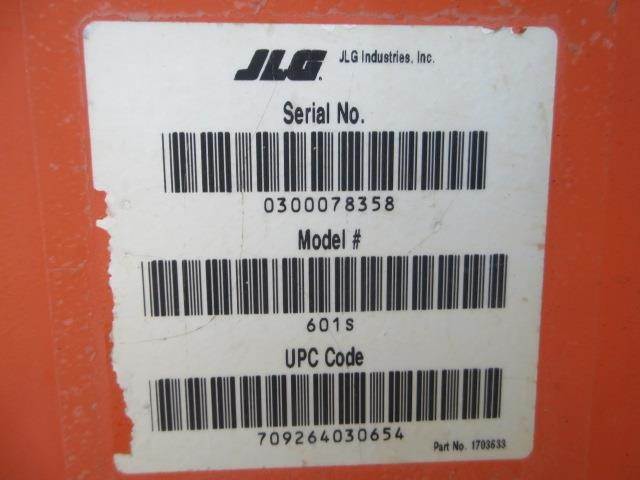 JLG. JLG Industries, Inc.
Serial No.
0300078358
Model #
601S
UPC Code
709264030654
Part No. 1703633